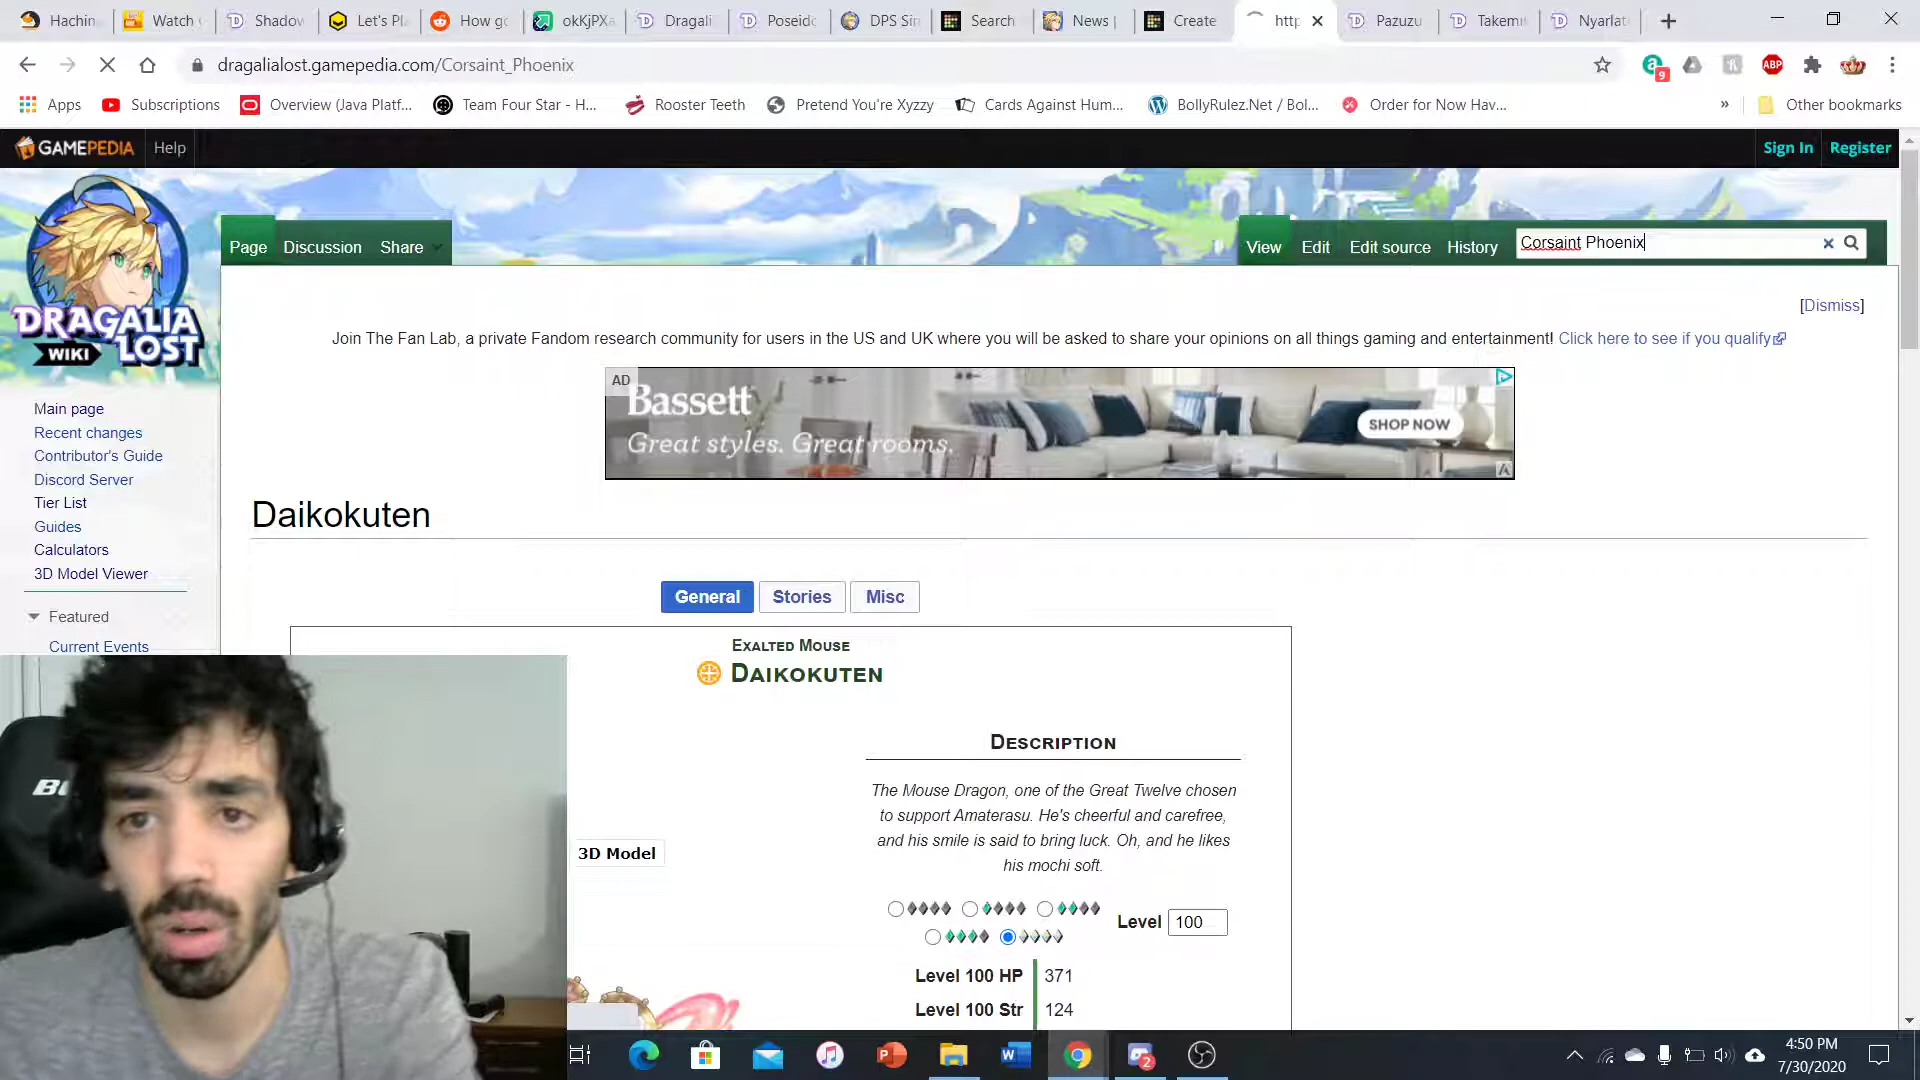 Hachin
Watch
Shadow
Let's Pl
How go
okKjPXA
Dragali
Poseido
DPS Sim
Search
News |
Create
http
Pazuzu
Takemi
Nyarlat
dragalialost.gamepedia.com/Corsaint_Phoenix
9
ABP
Apps
Subscriptions
Overview (Java Platf...
Team Four Star - H...
Rooster Teeth
Pretend You're Xyzzy
Cards Against Hum...
BollyRulez.Net / Bol...
Order for Now Hav...
»
Other bookmarks
GAMEPEDIA
Help
Sign In
Register
DRAGALIA
LOST
WIKI
Page
Discussion
Share
View
Edit
Edit source
History
Corsaint Phoenix
[Dismiss]
Join The Fan Lab, a private Fandom research community for users in the US and UK where you will be asked to share your opinions on all things gaming and entertainment! Click here to see if you qualify
AD
Bassett
Great styles. Great rooms.
SHOP NOW
Main page
Recent changes
Contributor's Guide
Discord Server
Tier List
Guides
Calculators
3D Model Viewer
Featured
Current Events
Daikokuten
General
Stories
Misc
Exalted Mouse
Daikokuten
Description
The Mouse Dragon, one of the Great Twelve chosen
to support Amaterasu. He's cheerful and carefree,
and his smile is said to bring luck. Oh, and he likes
his mochi soft.
3D Model
Level 100
Level 100 HP 371
Level 100 Str 124
2
4:50 PM
7/30/2020